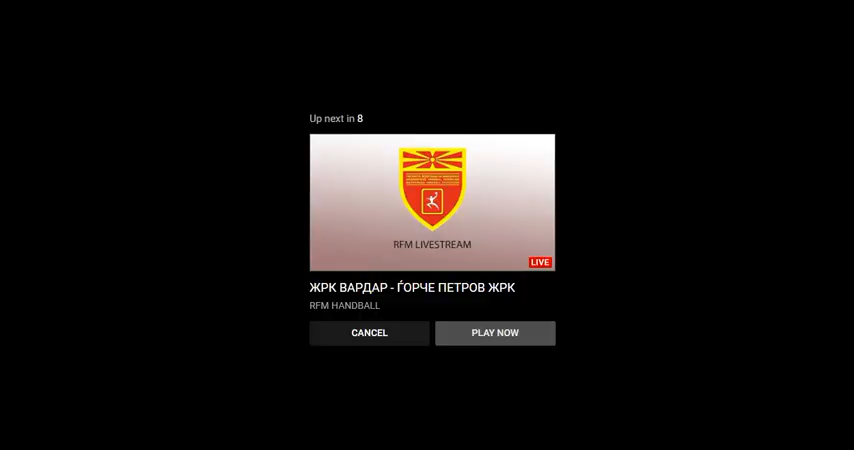 Up next in 8
RFM LIVESTREAM
LIVE
ЖРК ВАРДАР - ЃОРЧЕ ПЕТРОВ ЖРК
RFM HANDBALL
CANCEL
PLAY NOW